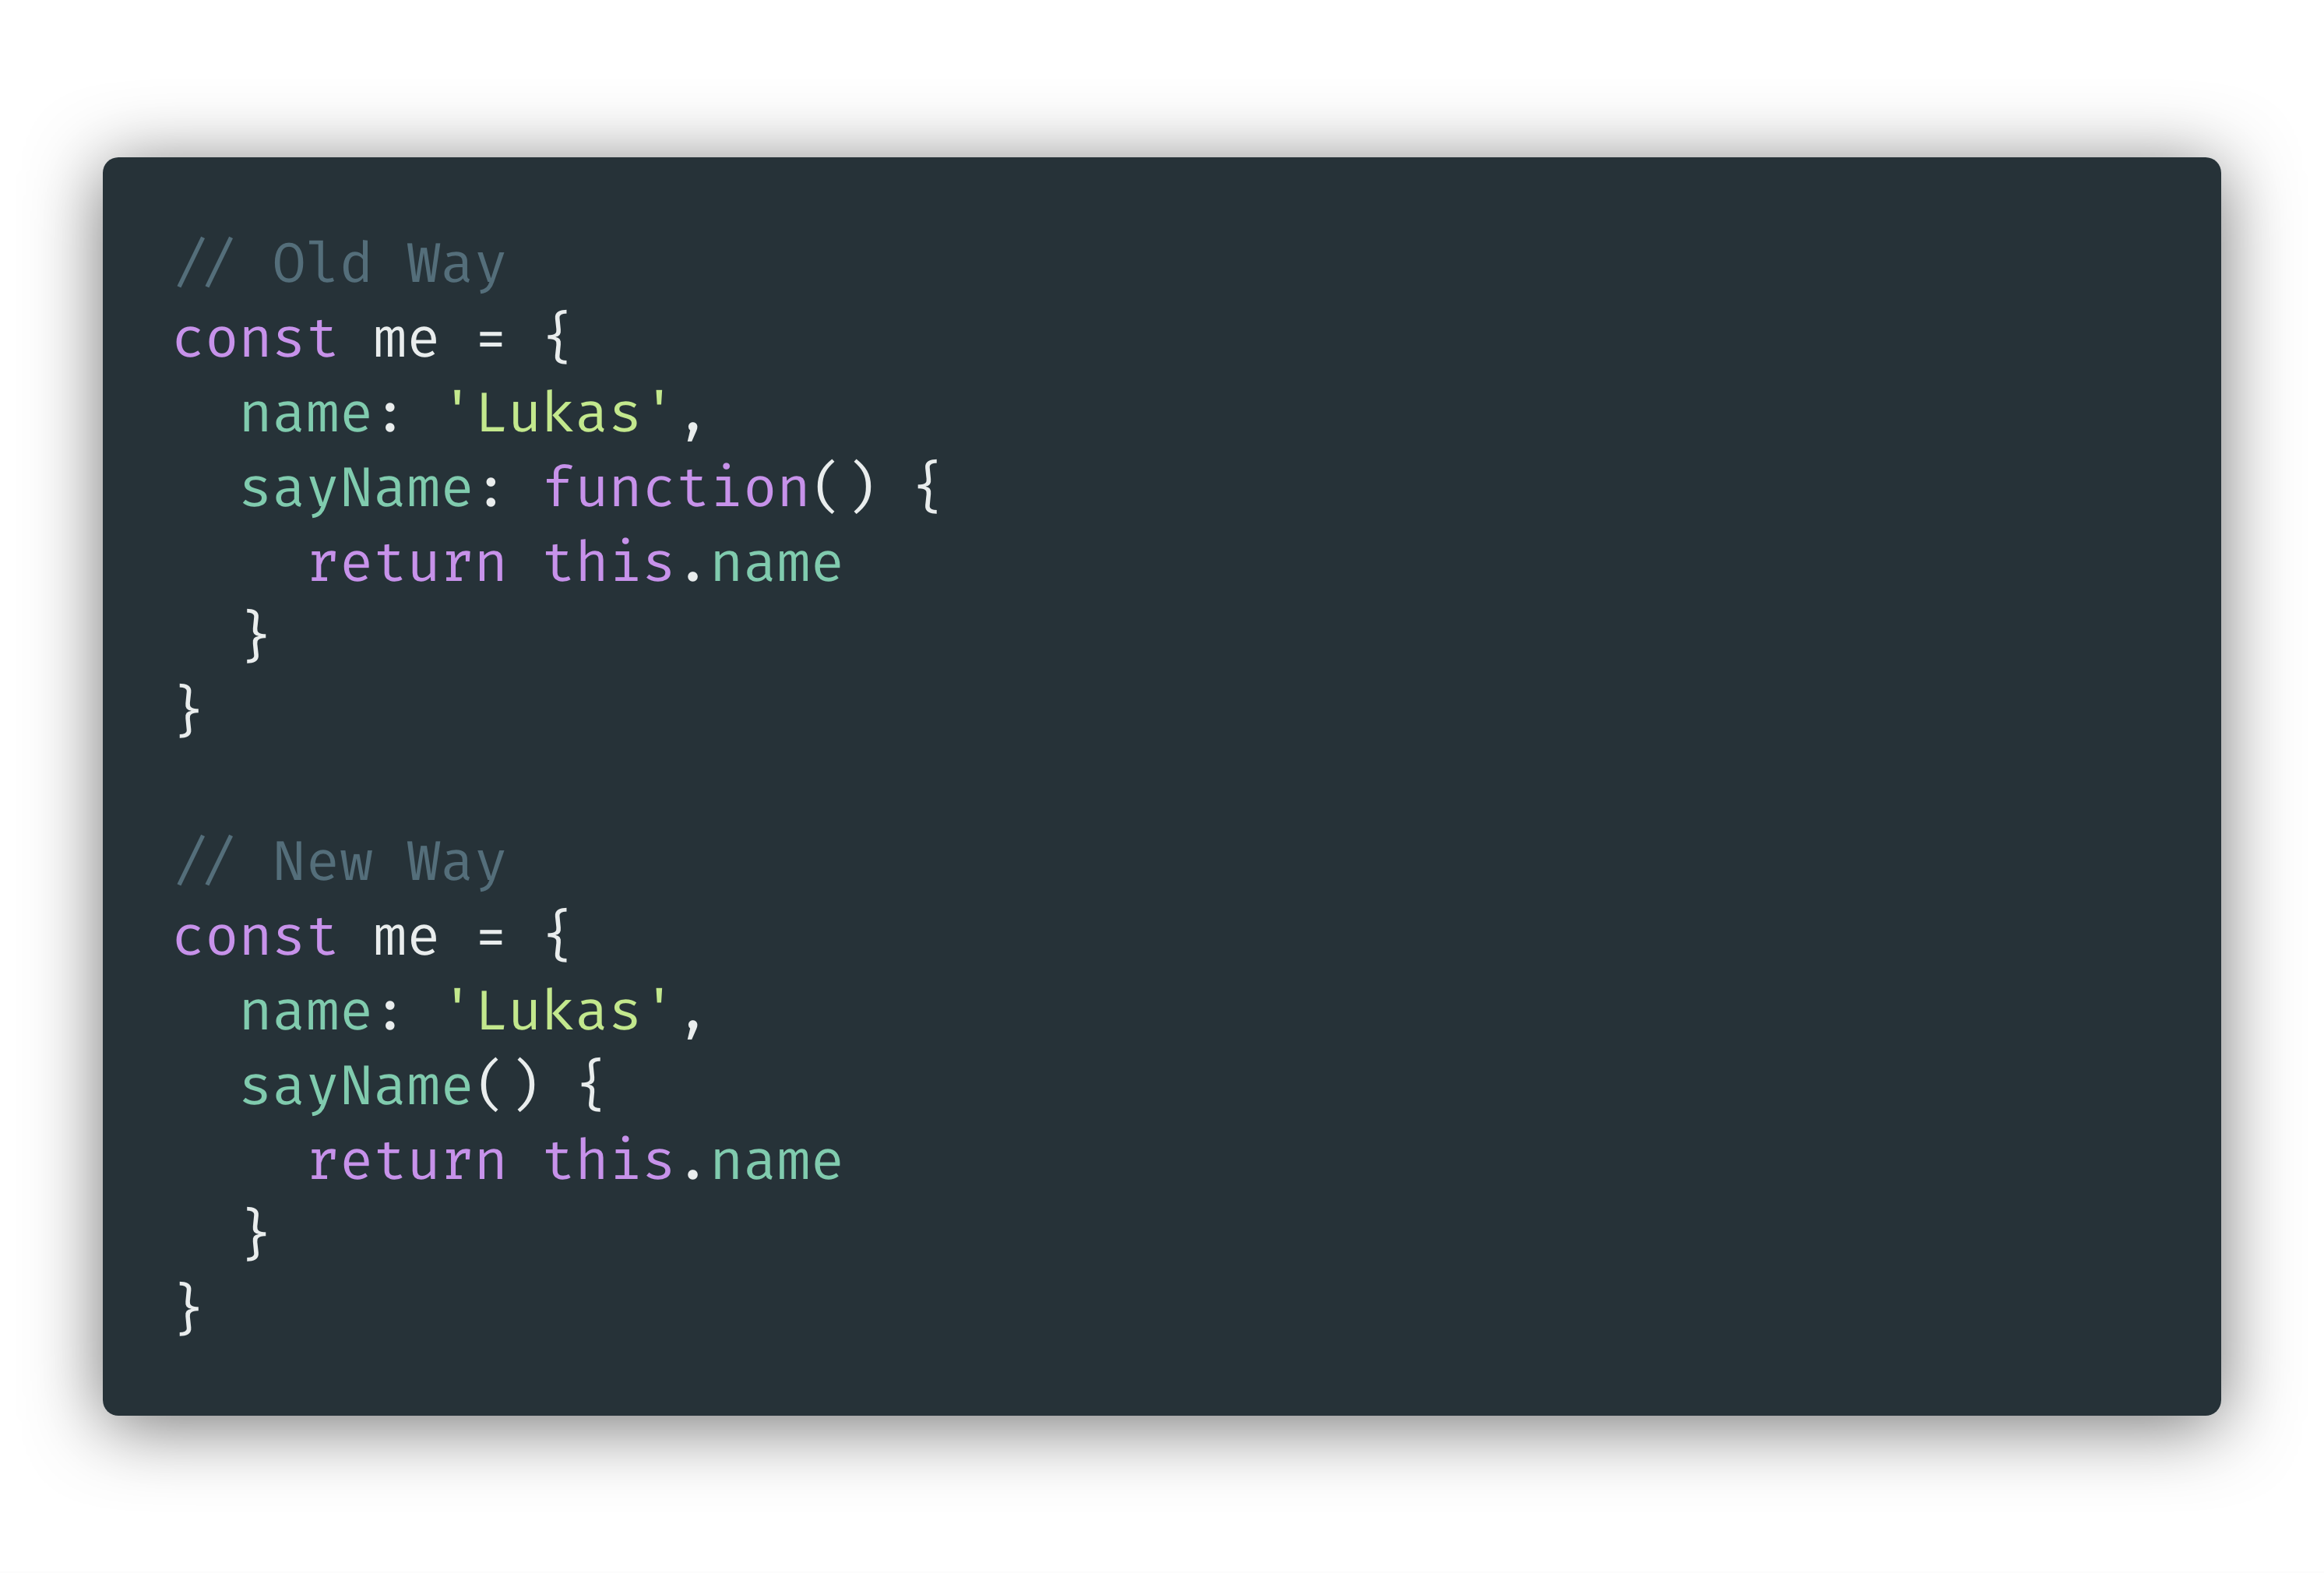 // Old Way
const me = {
  name: 'Lukas',
  sayName: function() {
    return this.name
  }
}

// New Way
const me = {
  name: 'Lukas',
  sayName() {
    return this.name
  }
}